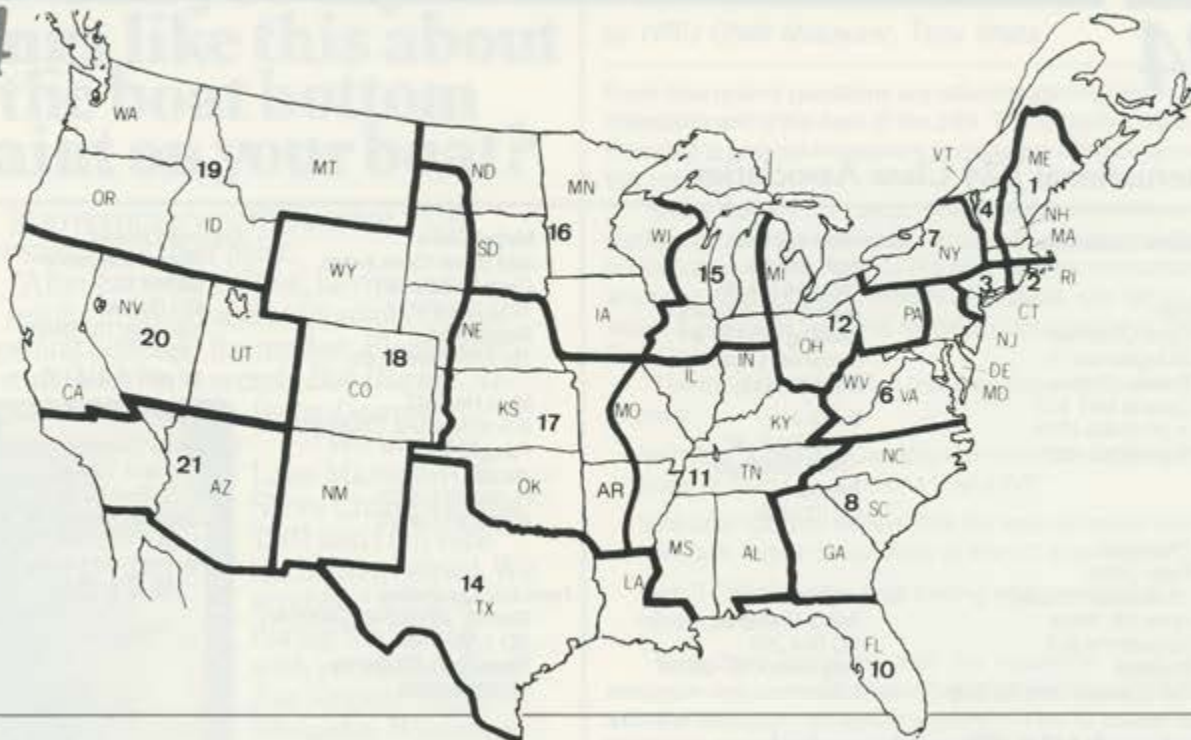 4
WA
MT
ND
MN
VT
ME
1
OR
19
ID
NH
MA
4
7
NY
SD
16
WI
15
MI
RI
2
3
CT
WY
NV
20
UT
IA
12
PA
OH
NJ
NE
18
CO
IN
IL
DE
MD
WV
6
VA
CA
KS
17
MO
KY
NC
21
AZ
NM
OK
AR
11
TN
8
SC
MS
AL
GA
LA
14
Tx
FL
10